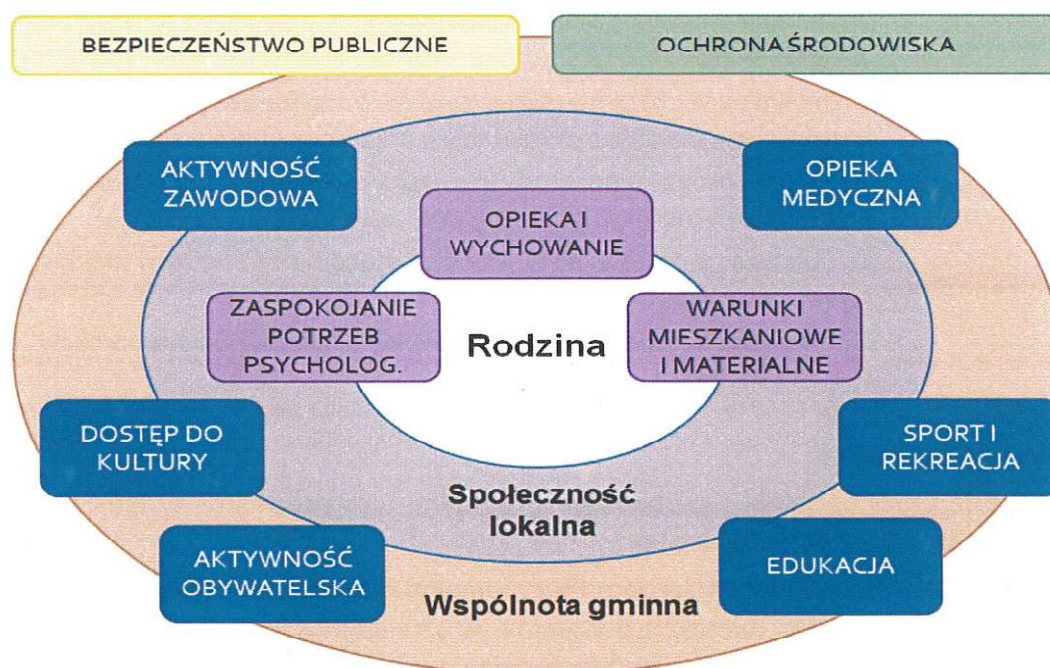 BEZPIECZEŃSTWO PUBLICZNE
OCHRONA ŚRODOWISKA
AKTYWNOŚĆ
ZAWODOWA
OPIEKA
MEDYCZNA
OPIEKA I
WYCHOWANIE
ZASPOKOJANIE
POTRZEB
PSYCHOLOG.
Rodzina
WARUNKI
MIESZKANIOWE
I MATERIALNE
DOSTĘP DO
KULTURY
SPORT I
REKREACJA
Społeczność
lokalna
AKTYWNOŚĆ
OBYWATELSKA
EDUKACJA
Wspólnota gminna